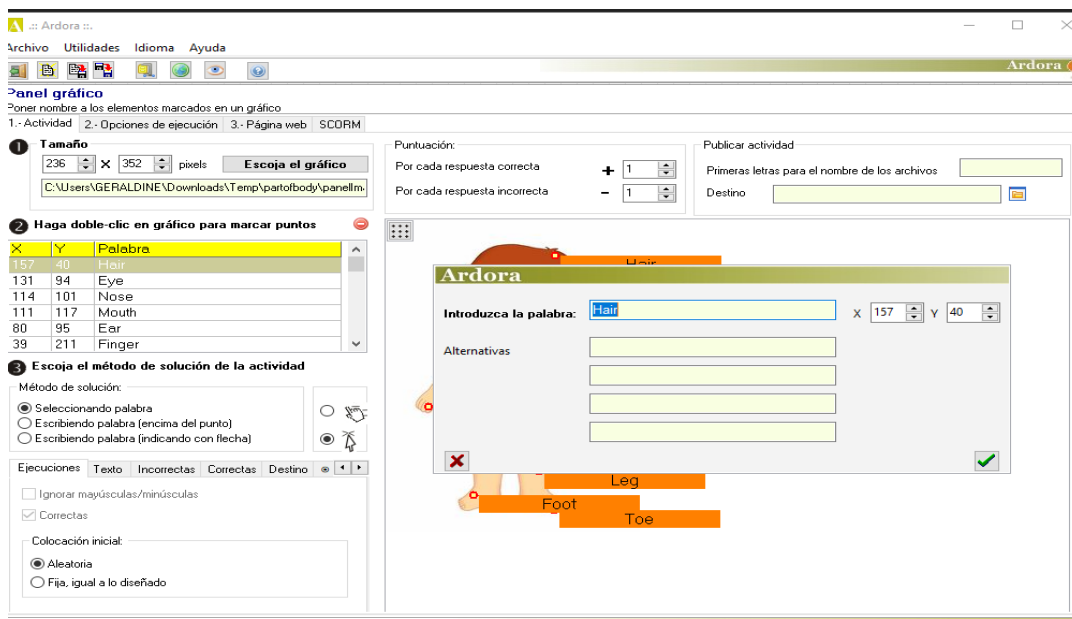 .:: Ardora ::.
Archivo Utilidades Idioma Ayuda
Ardora
Panel gráfico
Poner nombre a los elementos marcados en un gráfico
1.- Actividad 2.- Opciones de ejecución 3.- Página web SCORM
1 Tamaño
236 X 352 pixels Escoja el gráfico
C:\Users\GERALDINE\Downloads\Temp\partofbody\panellm
Puntuación:
Por cada respuesta correcta + 1
Por cada respuesta incorrecta - 1
Publicar actividad
Primeras letras para el nombre de los archivos
Destino
2 Haga doble-clic en gráfico para marcar puntos
X Y Palabra
157 40 Hair
131 94 Eye
114 101 Nose
111 117 Mouth
80 95 Ear
39 211 Finger
3 Escoja el método de solución de la actividad
Método de solución:
Seleccionando palabra
Escribiendo palabra (encima del punto)
Escribiendo palabra (indicando con flecha)
Ejecuciones Texto Incorrectas Correctas Destino
Ignorar mayúsculas/minúsculas
Correctas
Colocación inicial:
Aleatoria
Fija, igual a lo diseñado
Hair
Ardora
Introduzca la palabra: Hair X 157 Y 40
Alternativas
Leg
Foot
Toe